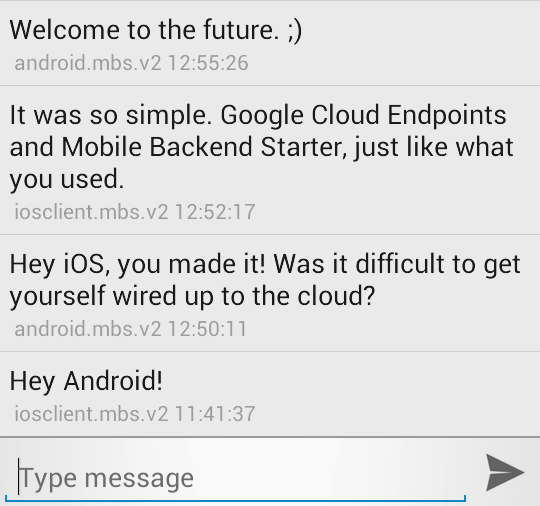 Welcome to the future. ;)
android.mbs.v2 12:55:26
It was so simple. Google Cloud Endpoints
and Mobile Backend Starter, just like what
you used.
iosclient.mbs.v2 12:52:17
Hey iOS, you made it! Was it difficult to get
yourself wired up to the cloud?
android.mbs.v2 12:50:11
Hey Android!
iosclient.mbs.v2 11:41:37
Type message